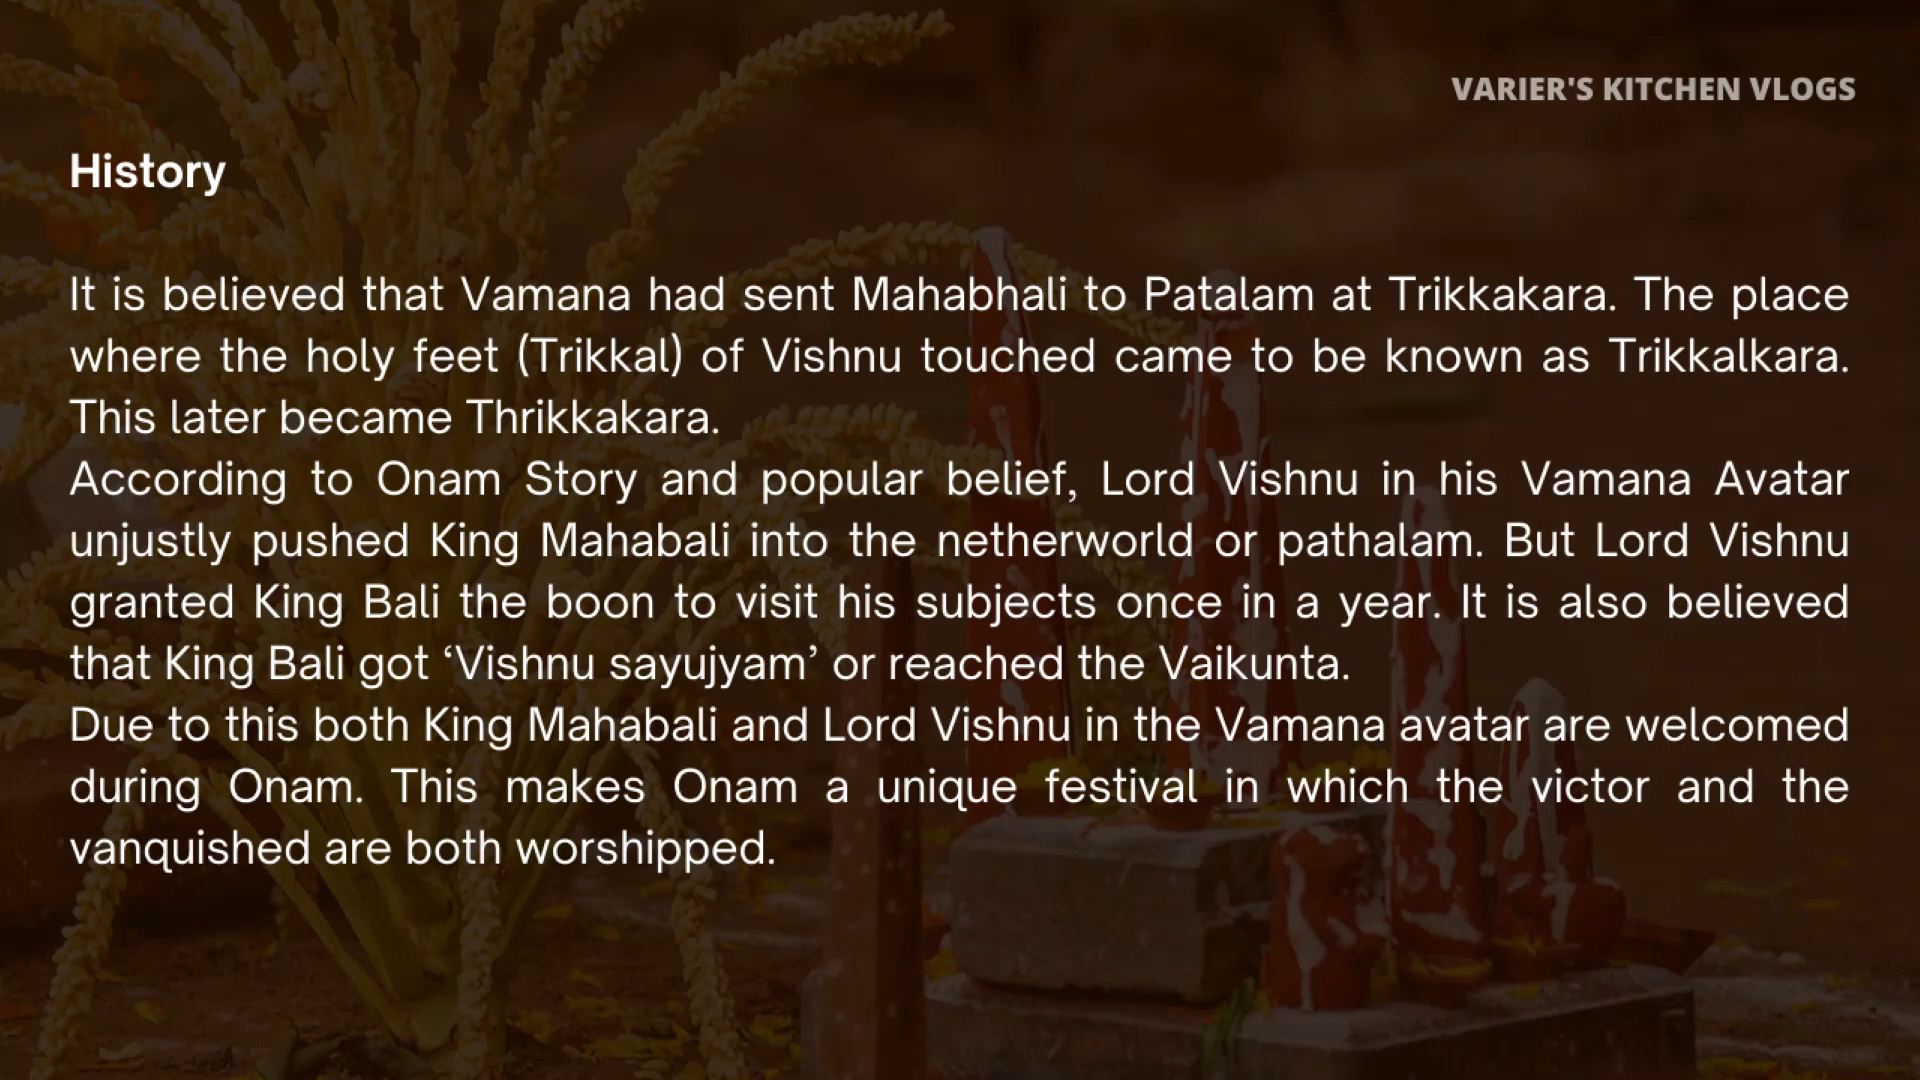 VARIER'S KITCHEN VLOGS
History
It is believed that Vamana had sent Mahabhali to Patalam at Trikkakara. The place
where the holy feet (Trikkal) of Vishnu touched came to be known as Trikkalkara.
This later became Thrikkakara.
According to Onam Story and popular belief, Lord Vishnu in his Vamana Avatar
unjustly pushed King Mahabali into the netherworld or pathalam. But Lord Vishnu
granted King Bali the boon to visit his subjects once in a year. It is also believed
that King Bali got ‘Vishnu sayujyam’ or reached the Vaikunta.
Due to this both King Mahabali and Lord Vishnu in the Vamana avatar are welcomed
during Onam. This makes Onam a unique festival in which the victor and the
vanquished are both worshipped.